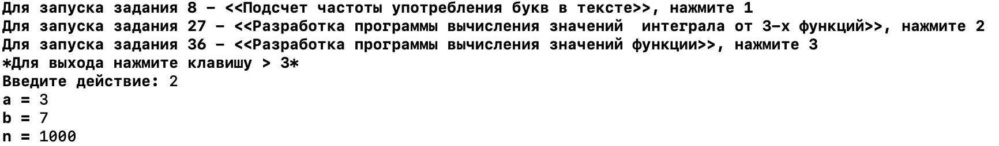 Для запуска задания 8 – <<Подсчет частоты употребления букв в тексте>>, нажмите 1
Для запуска задания 27 – <<Разработка программы вычисления значений  интеграла от 3-х функций>>, нажмите 2
Для запуска задания 36 – <<Разработка программы вычисления значений функции>>, нажмите 3
*Для выхода нажмите клавишу > 3*
Введите действие: 2
a = 3
b = 7
n = 1000